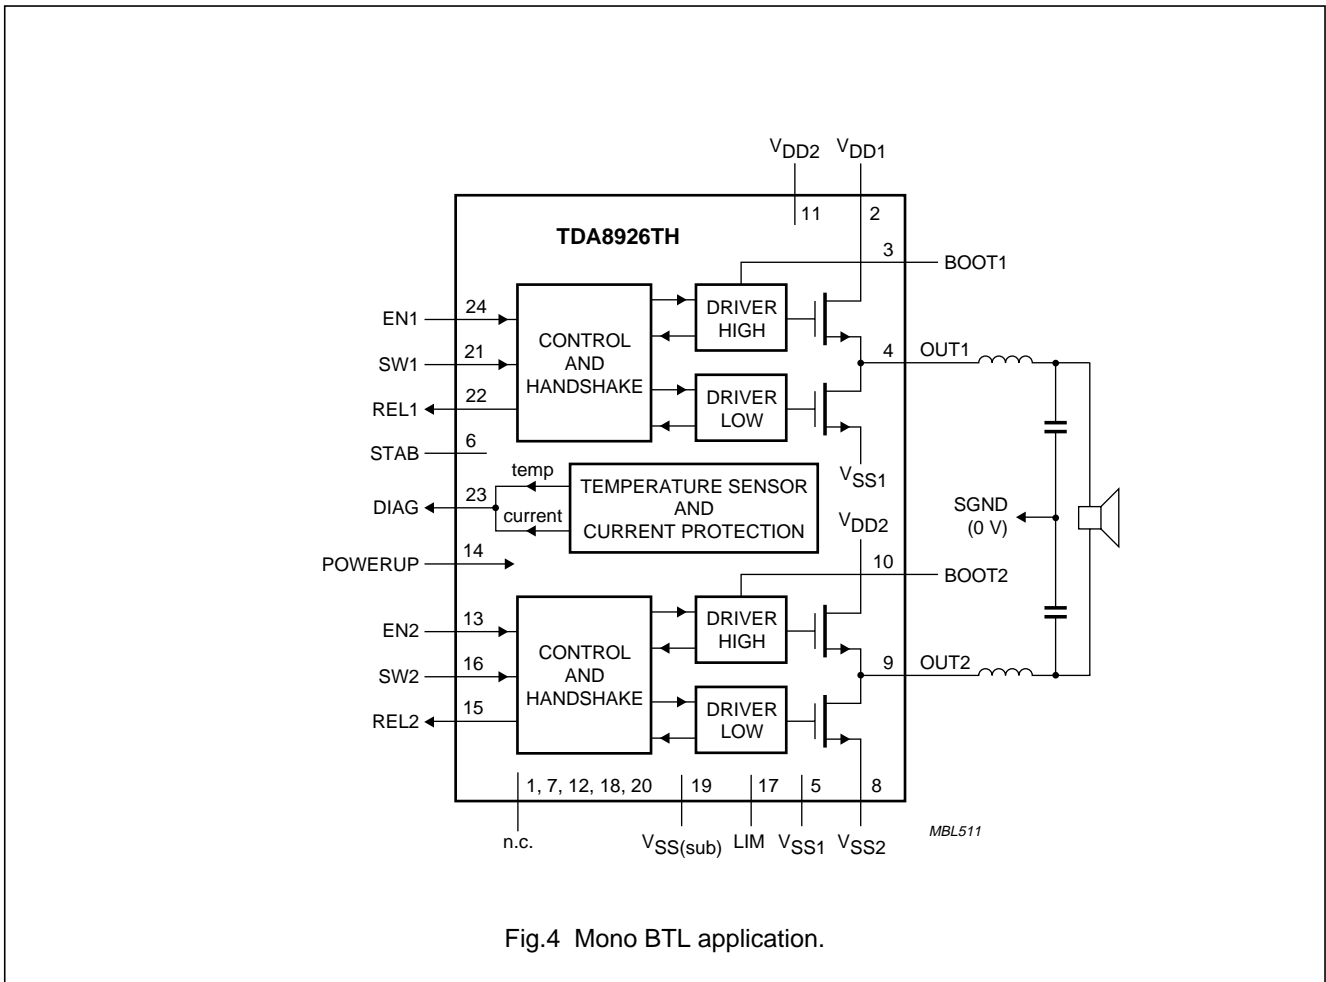 VDD2 VDD1
11 2
TDA8926TH
3 BOOT1
EN1 24
CONTROL
AND
HANDSHAKE
DRIVER
HIGH
SW1 21
4 OUT1
REL1 22
DRIVER
LOW
STAB 6
VSS1
temp
DIAG 23
current
TEMPERATURE SENSOR
AND
CURRENT PROTECTION
SGND
(0 V)
VDD2
POWERUP 14
10 BOOT2
EN2 13
CONTROL
AND
HANDSHAKE
DRIVER
HIGH
SW2 16
9 OUT2
REL2 15
DRIVER
LOW
1, 7, 12, 18, 20 19 17 5 8
n.c. VSS(sub) LIM VSS1 VSS2
MBL511
Fig.4 Mono BTL application.